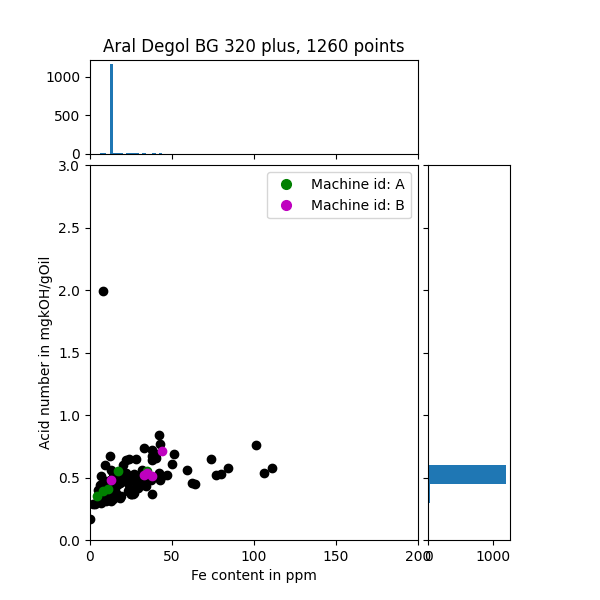 Aral Degol BG 320 plus, 1260 points
1000
500
0
3.0
2.5
2.0
1.5
1.0
0.5
0.0
Acid number in mgkOH/gOil
Machine id: A
Machine id: B
0 50 100 150 200
0 1000
Fe content in ppm